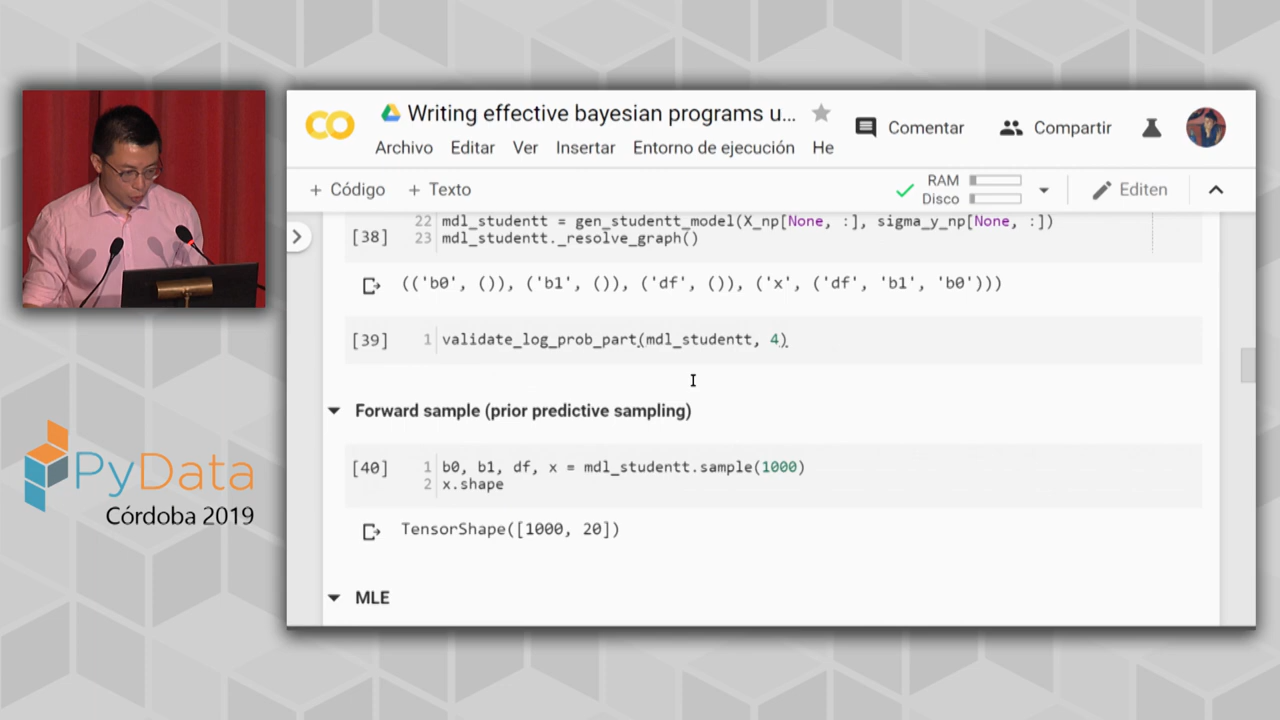 CO
Writing effective bayesian programs u...
Comentar
Compartir
Archivo Editar Ver Insertar Entorno de ejecución He
+ Código + Texto
RAM
Disco
Editen
[38]
22 mdl_studentt = gen_studentt_model(X_np[None, :], sigma_y_np[None, :])
23 mdl_studentt._resolve_graph()
(('b0', ()), ('b1', ()), ('df', ()), ('x', ('df', 'b1', 'b0')))
[39] 1 validate_log_prob_part(mdl_studentt, 4)
Forward sample (prior predictive sampling)
[40] 1 b0, b1, df, x = mdl_studentt.sample(1000)
2 x.shape
TensorShape([1000, 20])
MLE
PyData
Córdoba 2019